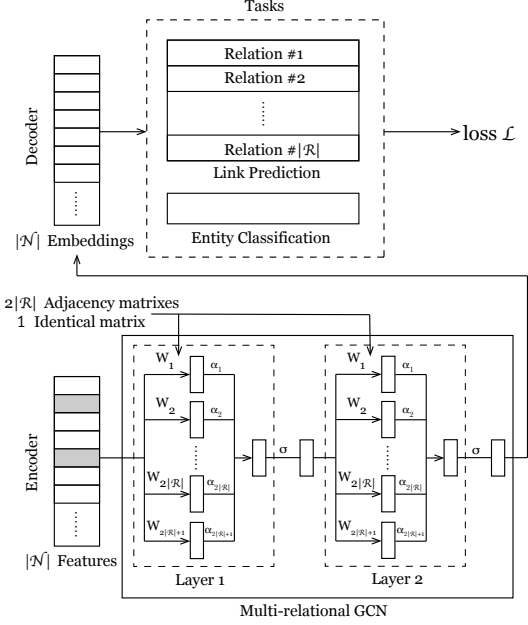 Tasks
Relation #1
Relation #2
Relation #|ℛ|
Link Prediction
Entity Classification
loss ℒ
Decoder
|𝒩| Embeddings
2|ℛ| Adjacency matrixes
1 Identical matrix
Encoder
|𝒩| Features
W₁ α₁
W₂ α₂
W₂|ℛ| α₂|ℛ|
W₂|ℛ|₊₁ α₂|ℛ|₊₁
σ
Layer 1
W₁ α₁
W₂ α₂
W₂|ℛ| α₂|ℛ|
W₂|ℛ|₊₁ α₂|ℛ|₊₁
σ
Layer 2
Multi-relational GCN